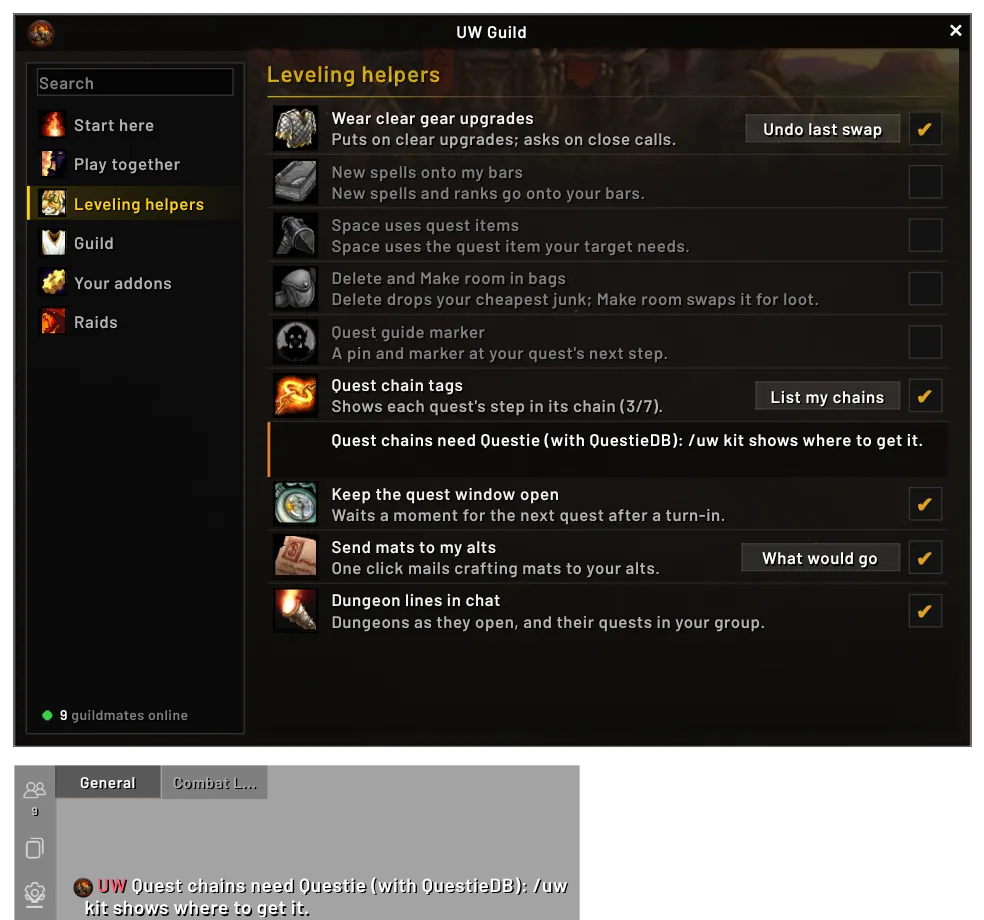 UW Guild
Search
Start here
Play together
Leveling helpers
Guild
Your addons
Raids
9 guildmates online
Leveling helpers
Wear clear gear upgrades
Puts on clear upgrades; asks on close calls.
Undo last swap
New spells onto my bars
New spells and ranks go onto your bars.
Space uses quest items
Space uses the quest item your target needs.
Delete and Make room in bags
Delete drops your cheapest junk; Make room swaps it for loot.
Quest guide marker
A pin and marker at your quest's next step.
Quest chain tags
Shows each quest's step in its chain (3/7).
List my chains
Quest chains need Questie (with QuestieDB): /uw kit shows where to get it.
Keep the quest window open
Waits a moment for the next quest after a turn-in.
Send mats to my alts
One click mails crafting mats to your alts.
What would go
Dungeon lines in chat
Dungeons as they open, and their quests in your group.
General
Combat L...
9
UW Quest chains need Questie (with QuestieDB): /uw
kit shows where to get it.